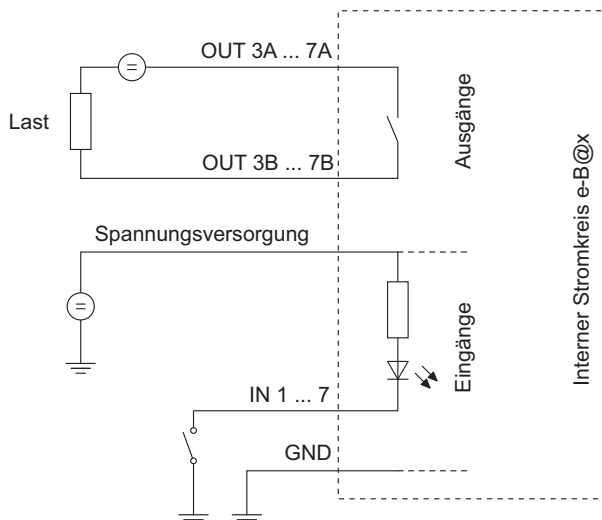 OUT 3A ... 7A
Last
OUT 3B ... 7B
Ausgänge
Spannungsversorgung
Eingänge
IN 1 ... 7
GND
Interner Stromkreis e-B@x